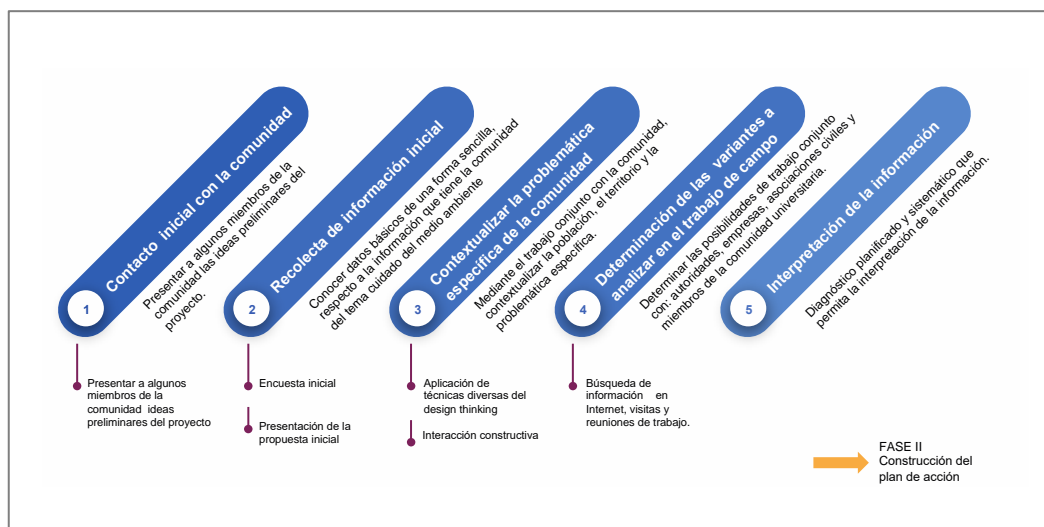 Contacto inicial con la comunidad
Presentar a algunos miembros de la
comunidad las ideas preliminares del
proyecto.
1
Presentar a algunos
miembros de la
comunidad ideas
preliminares del proyecto
Recolecta de información inicial
Conocer datos básicos de una forma sencilla,
respecto a la información que tiene la comunidad
del tema cuidado del medio ambiente
2
Encuesta inicial
Presentación de la
propuesta inicial
Contextualizar la problemática
específica de la comunidad
Mediante el trabajo conjunto con la comunidad,
contextualizar la población, el territorio y la
problemática específica.
3
Aplicación de
técnicas diversas del
design thinking
Interacción constructiva
Determinación de las variantes a
analizar en el trabajo de campo
Determinar las posibilidades de trabajo conjunto
con: autoridades, empresas, asociaciones civiles y
miembros de la comunidad universitaria.
4
Búsqueda de
información en
Internet, visitas y
reuniones de trabajo.
Interpretación de la información
Diagnóstico planificado y sistemático que
permita la interpretación de la información.
5
FASE II
Construcción del
plan de acción